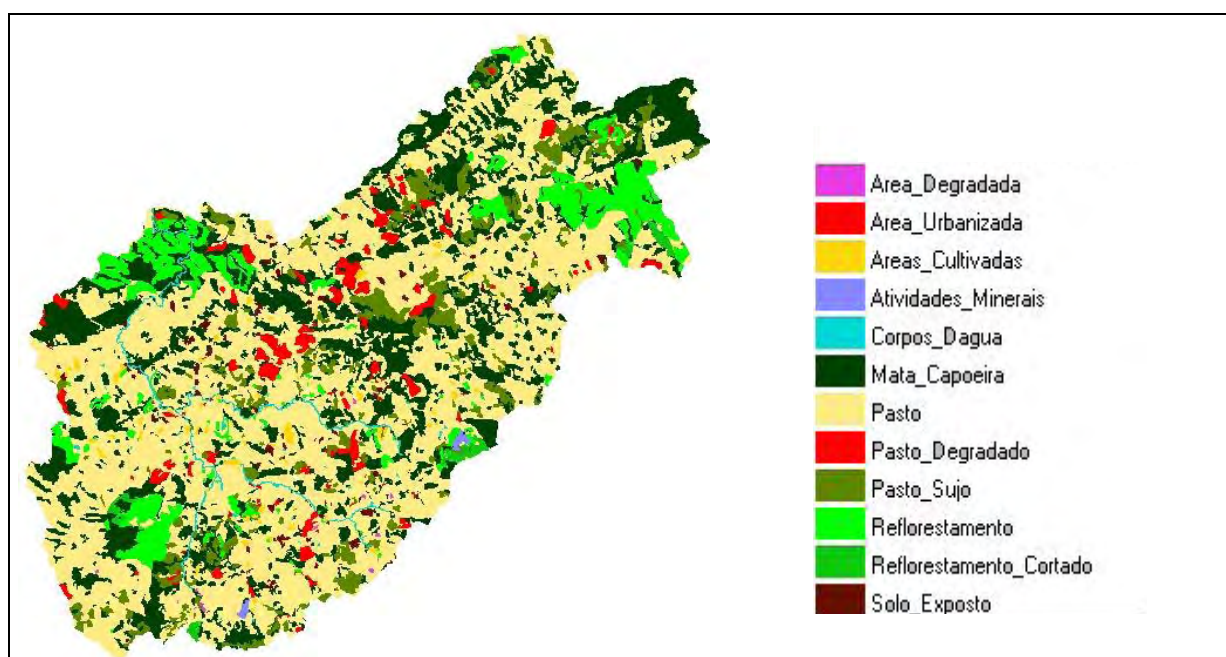 Area_Degradada
Area_Urbanizada
Areas_Cultivadas
Atividades_Minerais
Corpos_Dagua
Mata_Capoeira
Pasto
Pasto_Degradado
Pasto_Sujo
Reflorestamento
Reflorestamento_Cortado
Solo_Exposto